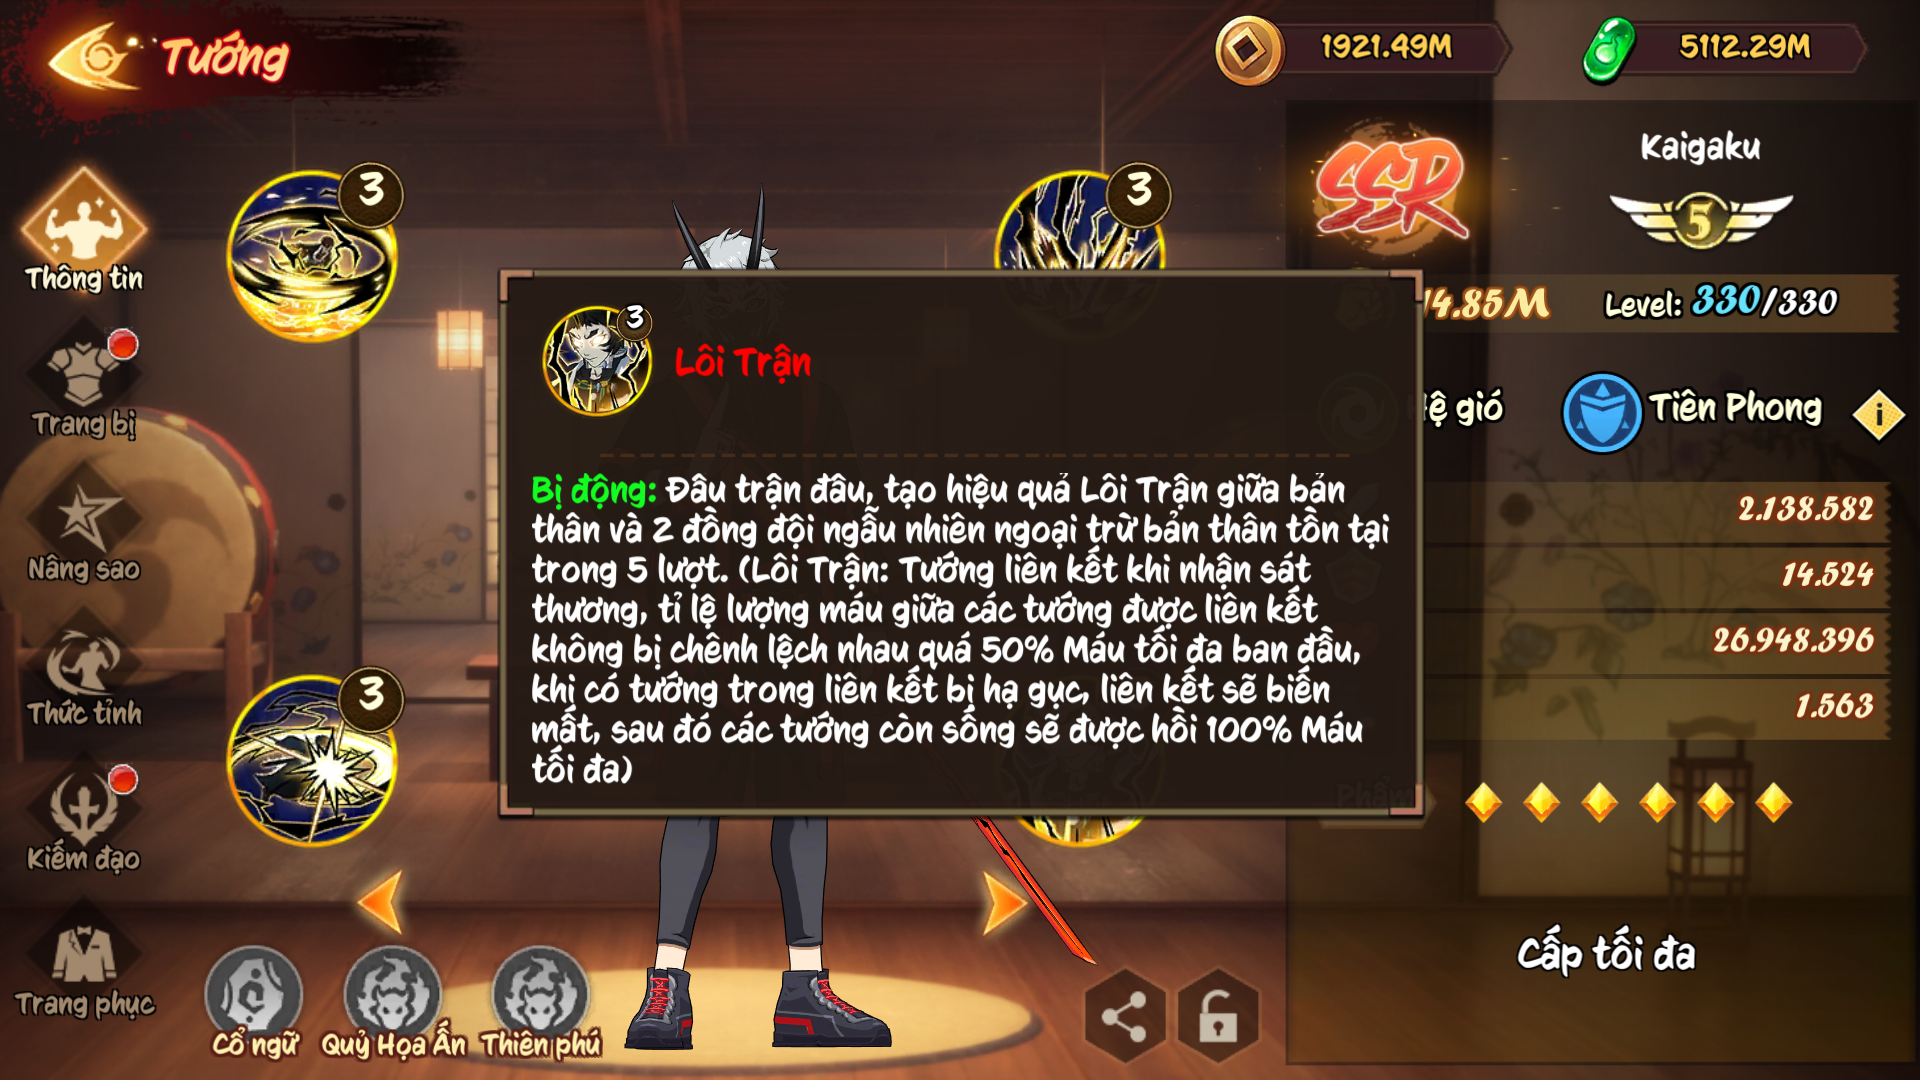 Tướng
1921.49M
5112.29M
SSR
Kaigaku
5
3
3
Thông tin
14.85M
Level: 330/330
3
Lôi Trận
Hệ gió
Tiên Phong
i
Trang bị
Bị động: Đâu trận đâu, tạo hiệu quả Lôi Trận giữa bản
thân và 2 đồng đội ngẫu nhiên ngoại trừ bản thân tồn tại
trong 5 lượt. (Lôi Trận: Tướng liên kết khi nhận sát
thương, tỉ lệ lượng máu giữa các tướng được liên kết
không bị chênh lệch nhau quá 50% Máu tối đa ban đầu,
khi có tướng trong liên kết bị hạ gục, liên kết sẽ biến
mất, sau đó các tướng còn sống sẽ được hồi 100% Máu
tối đa)
2.138.582
14.524
26.948.396
1.563
Nâng sao
Thức tỉnh
3
Phẩm
Kiếm đạo
Cấp tối đa
Trang phục
Cổ ngữ
Quỷ Họa Ấn
Thiên phú